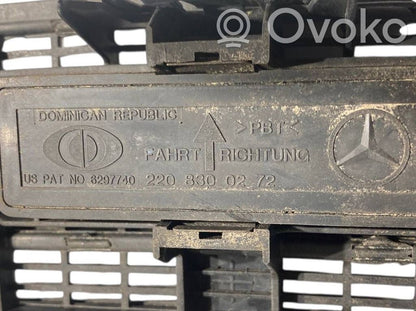 Ovoko
DOMINICAN REPUBLIC
>PBT<
FAHRT RICHTUNG
US PAT NO 6297740
220 830 02 72